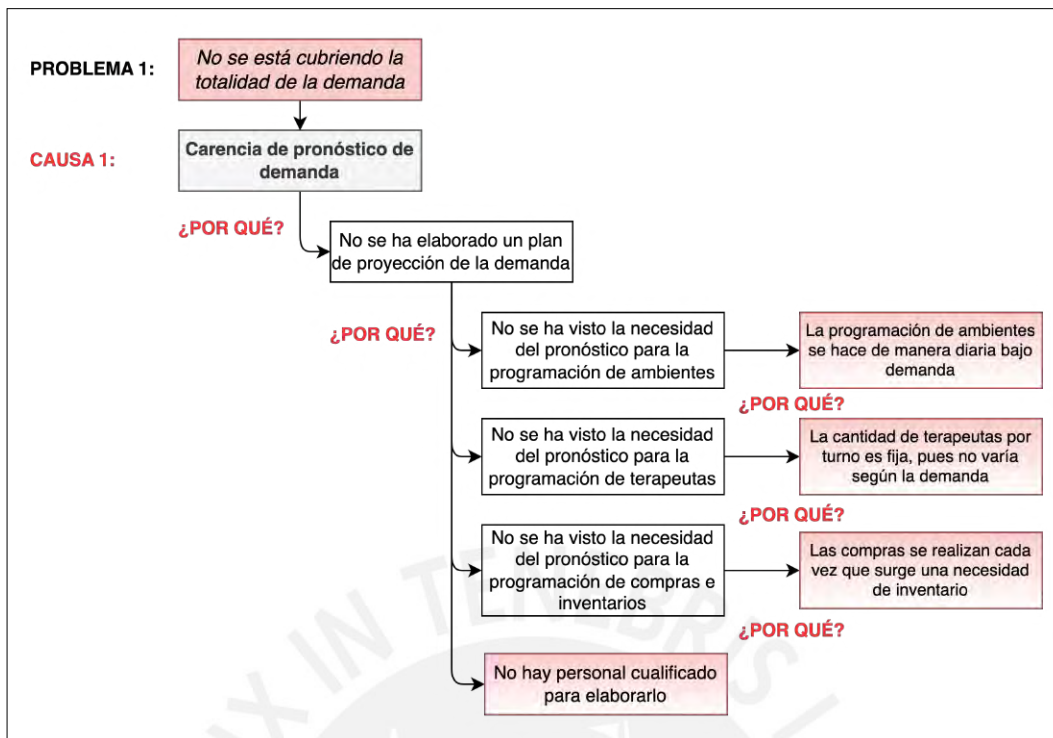 PROBLEMA 1:
No se está cubriendo la
totalidad de la demanda
CAUSA 1:
Carencia de pronóstico de
demanda
¿POR QUÉ?
No se ha elaborado un plan
de proyección de la demanda
¿POR QUÉ?
No se ha visto la necesidad
del pronóstico para la
programación de ambientes
La programación de ambientes
se hace de manera diaria bajo
demanda
¿POR QUÉ?
No se ha visto la necesidad
del pronóstico para la
programación de terapeutas
La cantidad de terapeutas por
turno es fija, pues no varía
según la demanda
¿POR QUÉ?
No se ha visto la necesidad
del pronóstico para la
programación de compras e
inventarios
Las compras se realizan cada
vez que surge una necesidad
de inventario
¿POR QUÉ?
No hay personal cualificado
para elaborarlo
IN TENEBRIS